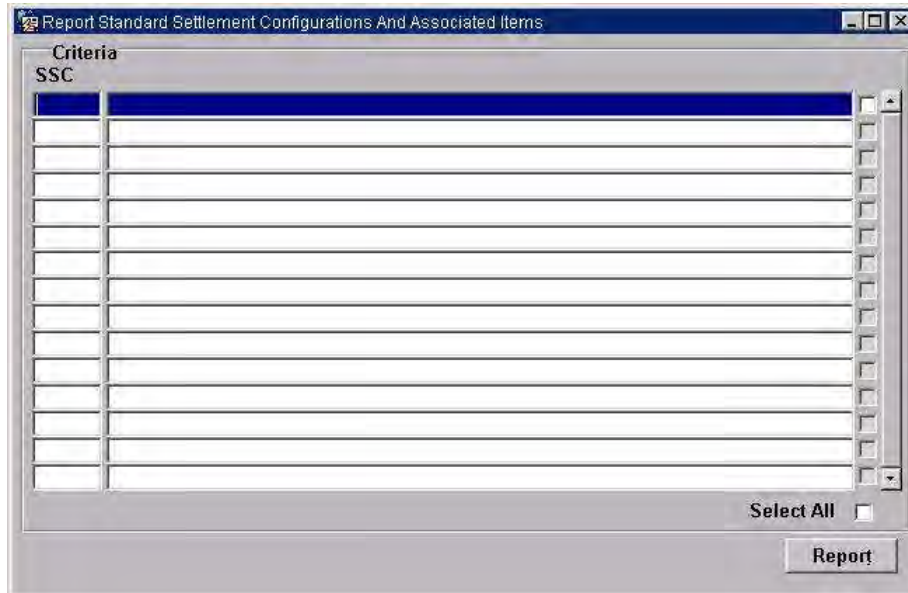 Report Standard Settlement Configurations And Associated Items
Criteria
SSC
Select All
Report